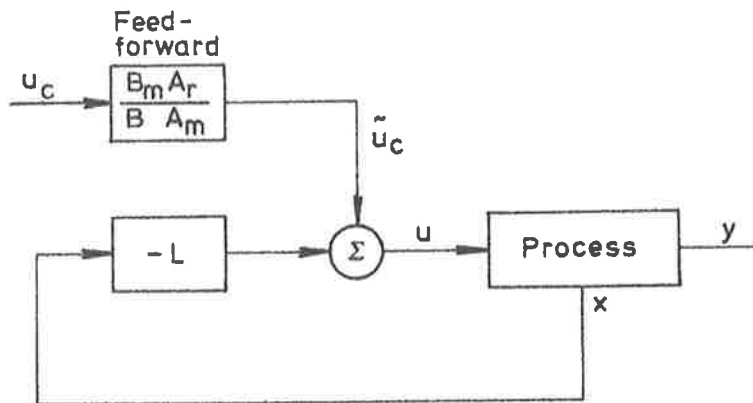 Feed-
forward
u_c
B_m A_r
B A_m
ũ_c
-L
Σ
u
Process
y
x